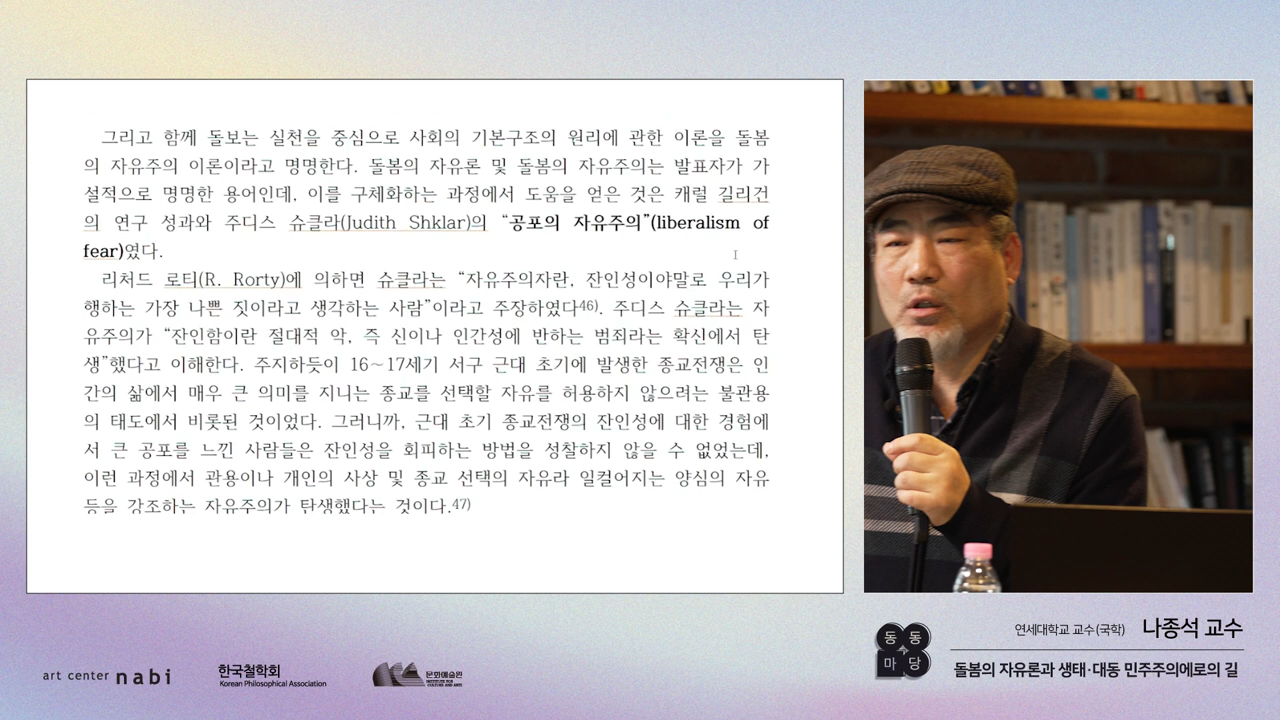 그리고 함께 돌보는 실천을 중심으로 사회의 기본구조의 원리에 관한 이론을 돌봄
의 자유주의 이론이라고 명명한다. 돌봄의 자유론 및 돌봄의 자유주의는 발표자가 가
설적으로 명명한 용어인데, 이를 구체화하는 과정에서 도움을 얻은 것은 캐럴 길리건
의 연구 성과와 주디스 슈클라(Judith Shklar)의 “공포의 자유주의”(liberalism of
fear)였다.
리처드 로티(R. Rorty)에 의하면 슈클라는 “자유주의자란, 잔인성이야말로 우리가
행하는 가장 나쁜 짓이라고 생각하는 사람”이라고 주장하였다46). 주디스 슈클라는 자
유주의가 “잔인함이란 절대적 악, 즉 신이나 인간성에 반하는 범죄라는 확신에서 탄
생”했다고 이해한다. 주지하듯이 16~17세기 서구 근대 초기에 발생한 종교전쟁은 인
간의 삶에서 매우 큰 의미를 지니는 종교를 선택할 자유를 허용하지 않으려는 불관용
의 태도에서 비롯된 것이었다. 그러니까, 근대 초기 종교전쟁의 잔인성에 대한 경험에
서 큰 공포를 느낀 사람들은 잔인성을 회피하는 방법을 성찰하지 않을 수 없었는데,
이런 과정에서 관용이나 개인의 사상 및 종교 선택의 자유라 일컬어지는 양심의 자유
등을 강조하는 자유주의가 탄생했다는 것이다.47)
동 동
마 당
연세대학교 교수(국학) 나종석 교수
돌봄의 자유론과 생태·대동 민주주의에로의 길
art center nabi
한국철학회
Korean Philosophical Association
문화예술원
INSTITUTE FOR
CULTURE AND ARTS